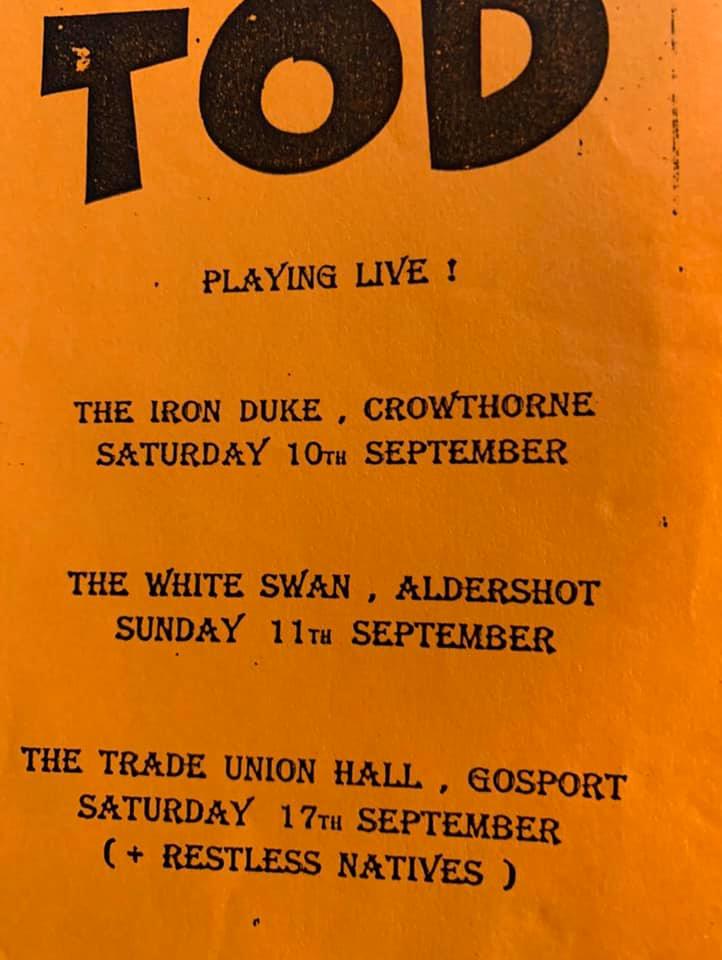 TOD
PLAYING LIVE !
THE IRON DUKE , CROWTHORNE
SATURDAY 10TH SEPTEMBER
THE WHITE SWAN , ALDERSHOT
SUNDAY 11TH SEPTEMBER
THE TRADE UNION HALL , GOSPORT
SATURDAY 17TH SEPTEMBER
( + RESTLESS NATIVES )